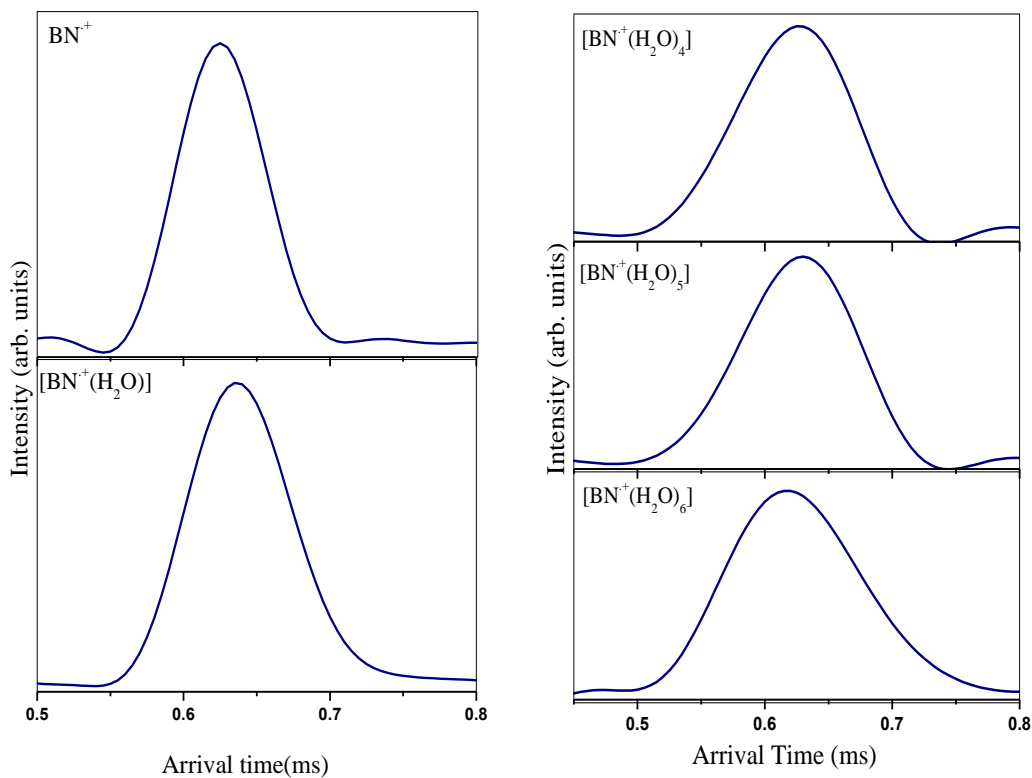 BN·+
[BN·+(H2O)]
Intensity (arb. units)
0.5 0.6 0.7 0.8
Arrival time(ms)
[BN·+(H2O)4]
[BN·+(H2O)5]
[BN·+(H2O)6]
Intensity (arb. units)
0.5 0.6 0.7 0.8
Arrival Time (ms)